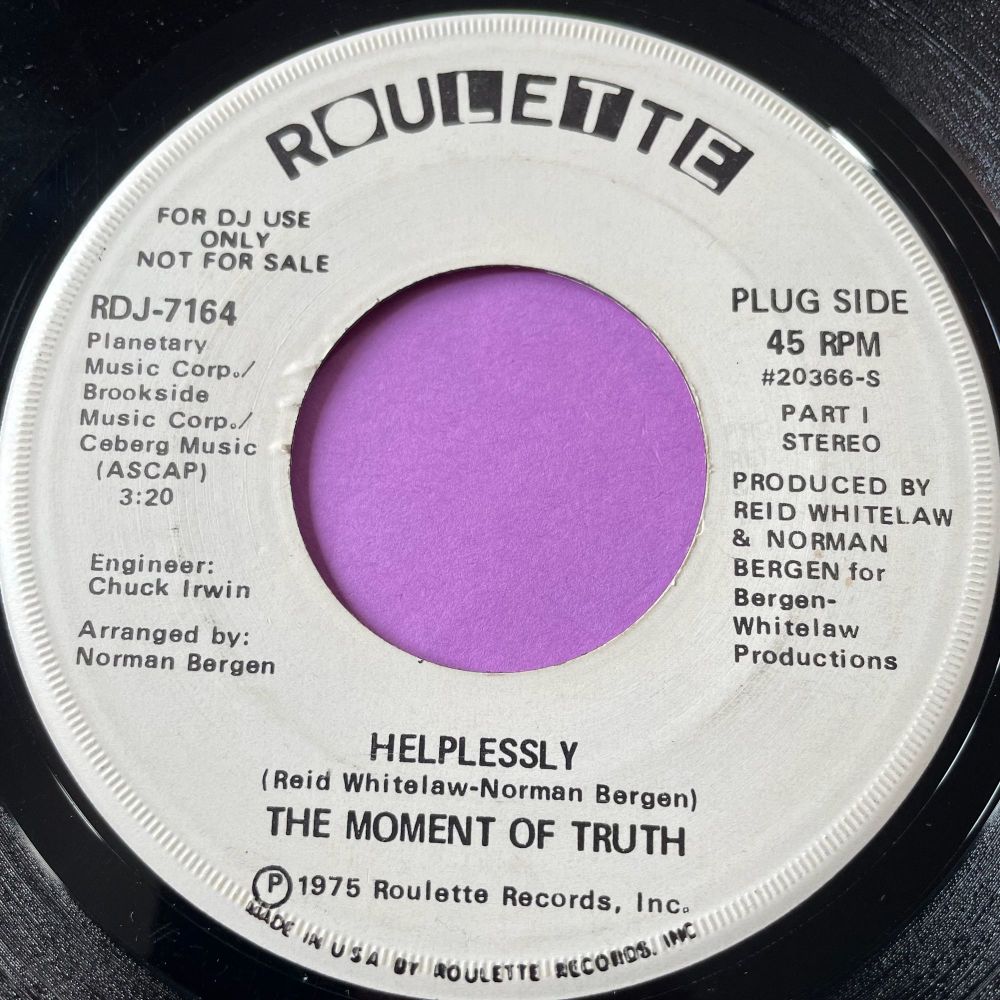 ROULETTE
FOR DJ USE
ONLY
NOT FOR SALE
RDJ-7164
Planetary
Music Corp./
Brookside
Music Corp./
Ceberg Music
(ASCAP)
3:20
Engineer:
Chuck Irwin
Arranged by:
Norman Bergen
PLUG SIDE
45 RPM
#20366-S
PART I
STEREO
PRODUCED BY
REID WHITELAW
& NORMAN
BERGEN for
Bergen-
Whitelaw
Productions
HELPLESSLY
(Reid Whitelaw-Norman Bergen)
THE MOMENT OF TRUTH
Ⓟ 1975 Roulette Records, Inc.
MADE IN U S A BY ROULETTE RECORDS. INC